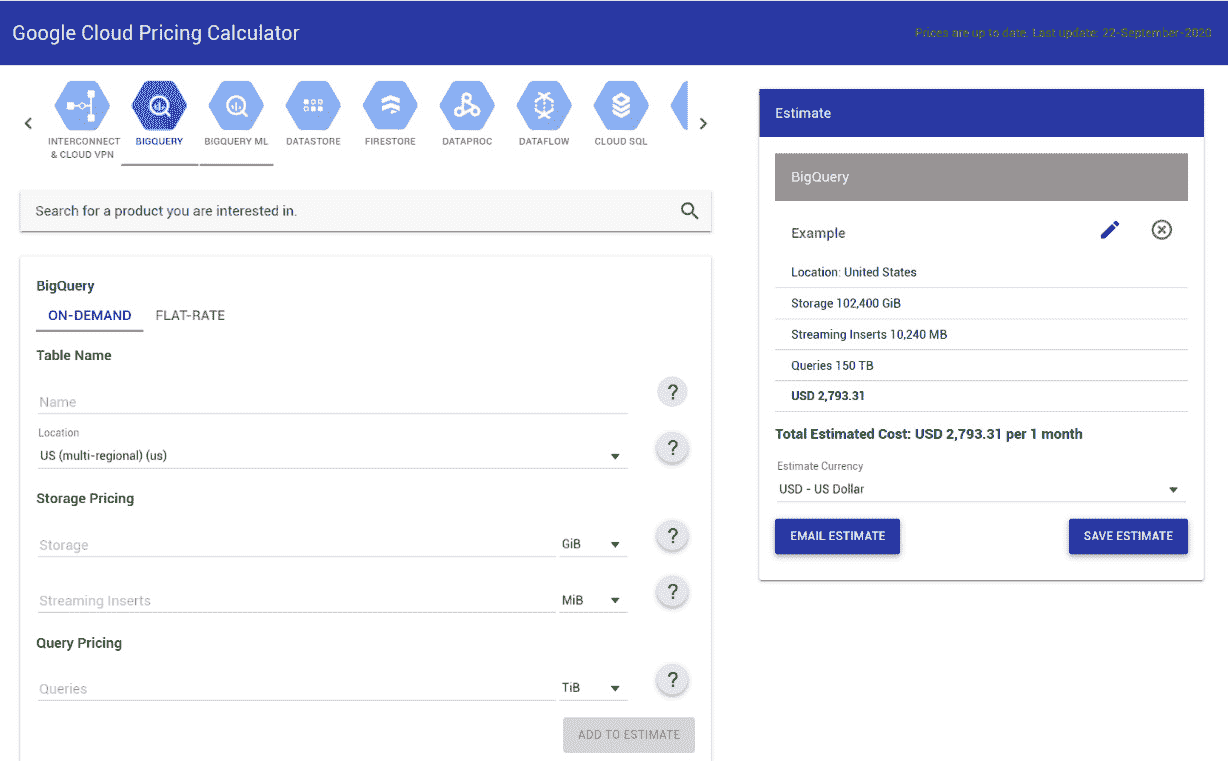 Google Cloud Pricing Calculator
Prices are up to date. Last update: 22-September-2020
INTERCONNECT
& CLOUD VPN
BIGQUERY
BIGQUERY ML
DATASTORE
FIRESTORE
DATAPROC
DATAFLOW
CLOUD SQL
Search for a product you are interested in.
BigQuery
ON-DEMAND
FLAT-RATE
Table Name
Name
?
Location
US (multi-regional) (us)
?
Storage Pricing
Storage
GiB
?
Streaming Inserts
MiB
?
Query Pricing
Queries
TiB
?
ADD TO ESTIMATE
Estimate
BigQuery
Example
Location: United States
Storage 102,400 GiB
Streaming Inserts 10,240 MB
Queries 150 TB
USD 2,793.31
Total Estimated Cost: USD 2,793.31 per 1 month
Estimate Currency
USD - US Dollar
EMAIL ESTIMATE
SAVE ESTIMATE